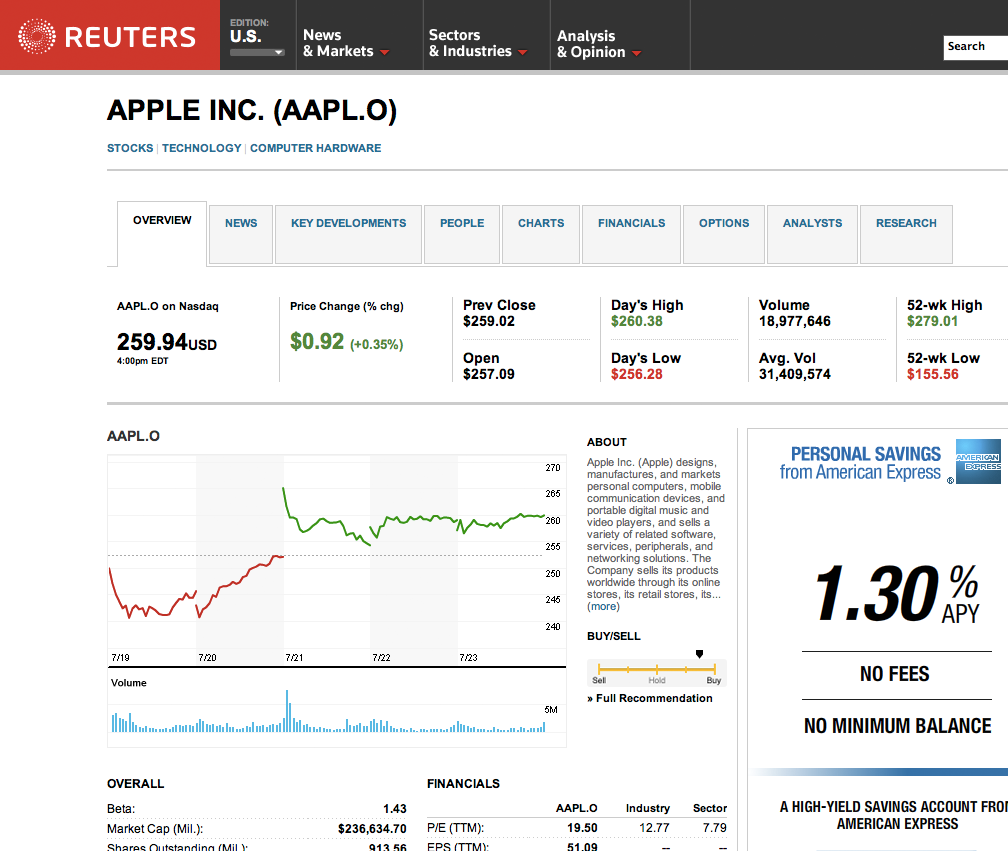 REUTERS
EDITION:
U.S.
News
& Markets
Sectors
& Industries
Analysis
& Opinion
Search
APPLE INC. (AAPL.O)
STOCKS | TECHNOLOGY | COMPUTER HARDWARE
OVERVIEW
NEWS
KEY DEVELOPMENTS
PEOPLE
CHARTS
FINANCIALS
OPTIONS
ANALYSTS
RESEARCH
AAPL.O on Nasdaq
259.94USD
4:00pm EDT
Price Change (% chg)
$0.92 (+0.35%)
Prev Close
$259.02
Open
$257.09
Day's High
$260.38
Day's Low
$256.28
Volume
18,977,646
Avg. Vol
31,409,574
52-wk High
$279.01
52-wk Low
$155.56
AAPL.O
270
265
260
255
250
245
240
7/19 7/20 7/21 7/22 7/23
Volume
5M
ABOUT
Apple Inc. (Apple) designs,
manufactures, and markets
personal computers, mobile
communication devices, and
portable digital music and
video players, and sells a
variety of related software,
services, peripherals, and
networking solutions. The
Company sells its products
worldwide through its online
stores, its retail stores, its...
(more)
BUY/SELL
Sell Hold Buy
» Full Recommendation
PERSONAL SAVINGS
from American Express®
AMERICAN
EXPRESS
1.30%
APY
NO FEES
NO MINIMUM BALANCE
A HIGH-YIELD SAVINGS ACCOUNT FROM
AMERICAN EXPRESS
OVERALL
Beta: 1.43
Market Cap (Mil.): $236,634.70
Shares Outstanding (Mil.): 913.56
FINANCIALS
AAPL.O Industry Sector
P/E (TTM): 19.50 12.77 7.79
EPS (TTM): 51.09 -- --